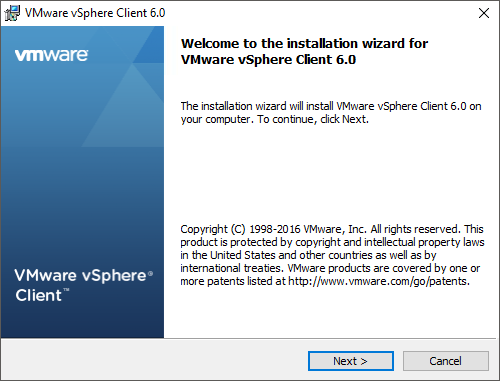 VMware vSphere Client 6.0
vmware®
Welcome to the installation wizard for
VMware vSphere Client 6.0
The installation wizard will install VMware vSphere Client 6.0 on
your computer. To continue, click Next.
Copyright (C) 1998-2016 VMware, Inc. All rights reserved. This
product is protected by copyright and intellectual property laws
in the United States and other countries as well as by
international treaties. VMware products are covered by one or
more patents listed at http://www.vmware.com/go/patents.
VMware vSphere®
Client™
Next >
Cancel